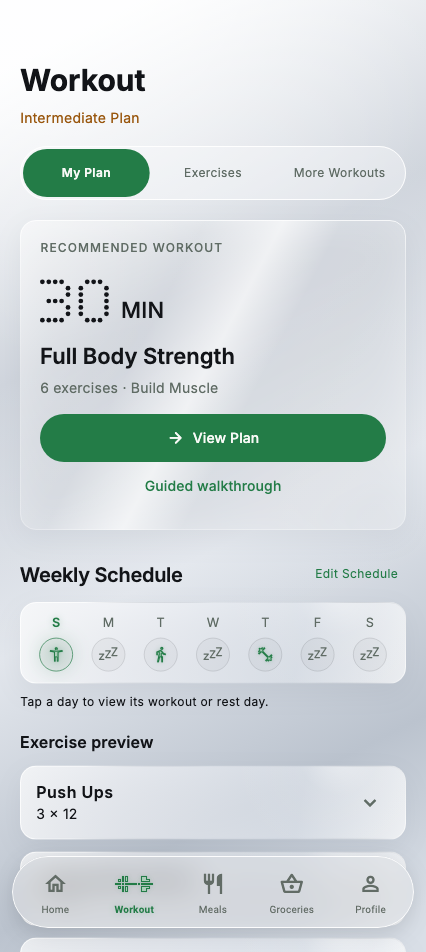 Workout
Intermediate Plan
My Plan
Exercises
More Workouts
RECOMMENDED WORKOUT
30 MIN
Full Body Strength
6 exercises · Build Muscle
→ View Plan
Guided walkthrough
Weekly Schedule
Edit Schedule
S M T W T F S
zZZ zZZ zZZ zZZ
Tap a day to view its workout or rest day.
Exercise preview
Push Ups
3 × 12
Home
Workout
Meals
Groceries
Profile